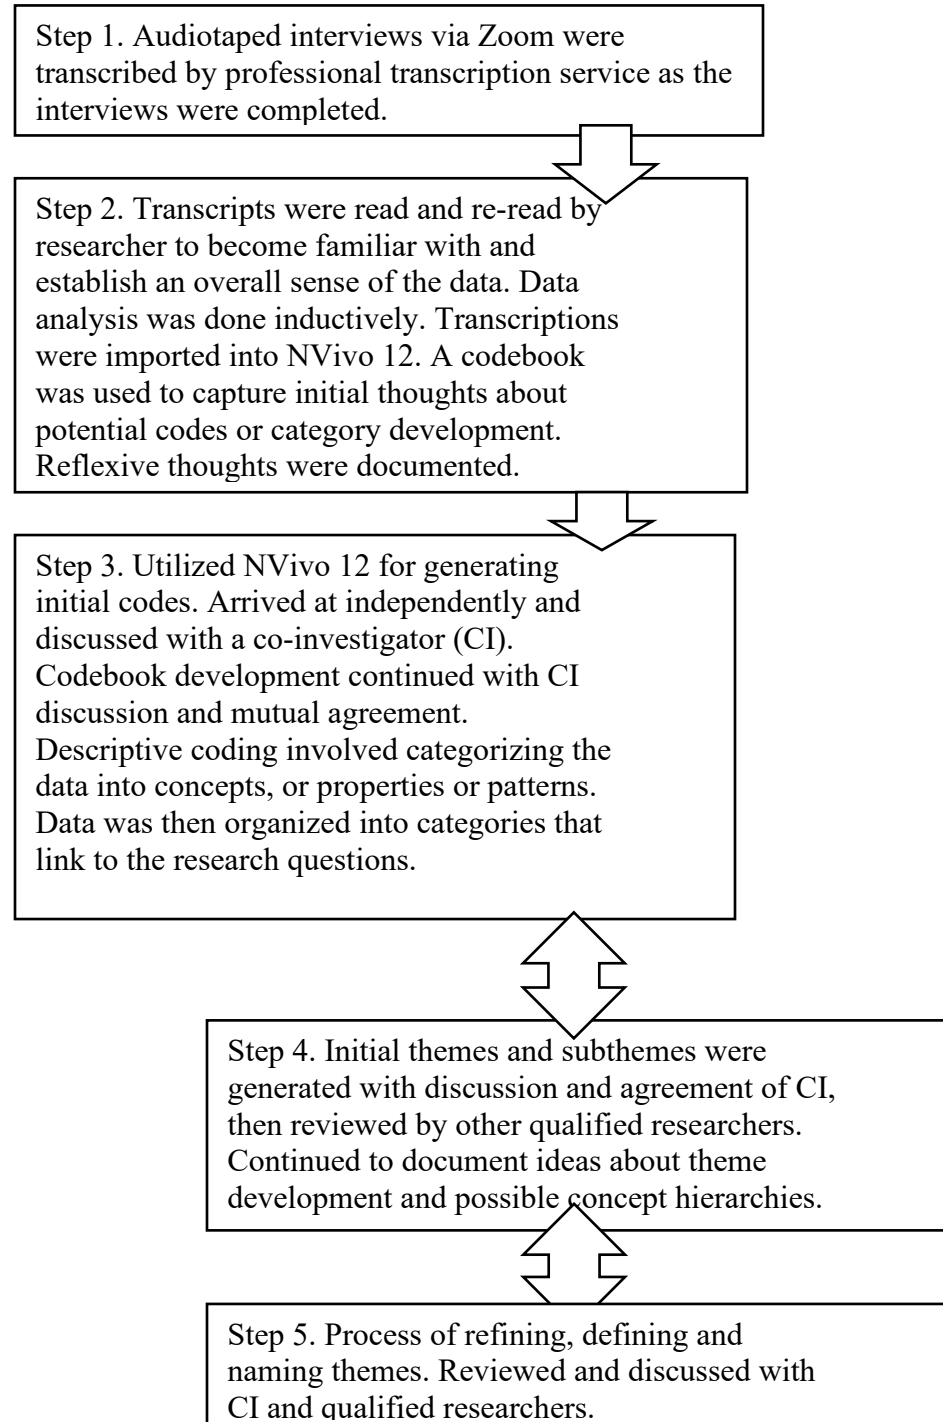 Step 1. Audiotaped interviews via Zoom were
transcribed by professional transcription service as the
interviews were completed.
Step 2. Transcripts were read and re-read by
researcher to become familiar with and
establish an overall sense of the data. Data
analysis was done inductively. Transcriptions
were imported into NVivo 12. A codebook
was used to capture initial thoughts about
potential codes or category development.
Reflexive thoughts were documented.
Step 3. Utilized NVivo 12 for generating
initial codes. Arrived at independently and
discussed with a co-investigator (CI).
Codebook development continued with CI
discussion and mutual agreement.
Descriptive coding involved categorizing the
data into concepts, or properties or patterns.
Data was then organized into categories that
link to the research questions.
Step 4. Initial themes and subthemes were
generated with discussion and agreement of CI,
then reviewed by other qualified researchers.
Continued to document ideas about theme
development and possible concept hierarchies.
Step 5. Process of refining, defining and
naming themes. Reviewed and discussed with
CI and qualified researchers.